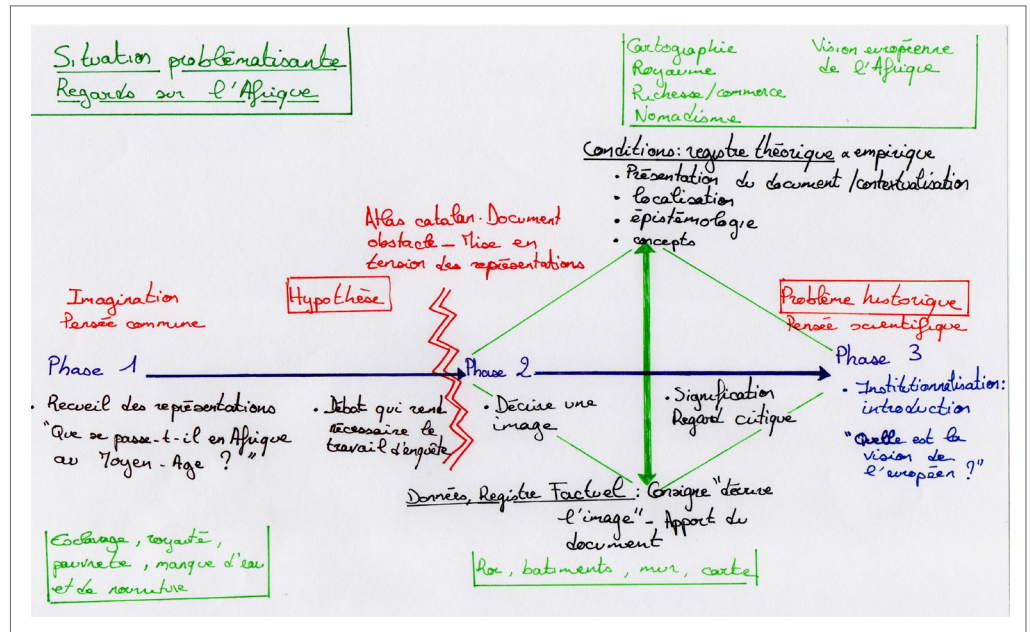 Situation problématisante
Regards sur l'Afrique
Cartographie
Royaume
Richesse/commerce
Nomadisme
Vision européenne
de l'Afrique
Conditions: registre théorique empirique
• Présentation du document /contextualisation
• localisation
• épistémologie
• concepts
Atlas catalan. Document
obstacle – Mise en
tension des représentations
Imagination
Pensée commune
Hypothèse
Problème historique
Pensée scientifique
Phase 1
Phase 2
Phase 3
• Recueil des représentations
"Que se passe-t-il en Afrique
au Moyen-Age ?"
• Débat qui rend
nécessaire le
travail d'enquête
• Décrire une
image
• Signification
Regard critique
• Institutionnalisation:
introduction
"Quelle est la
vision de
l'européen ?"
Données, Registre Factuel : Consigne "décrire
l'image" – Apport du
document
Esclavage, royauté,
pauvreté, manque d'eau
et de nourriture
Roi, batiments, mur, carte